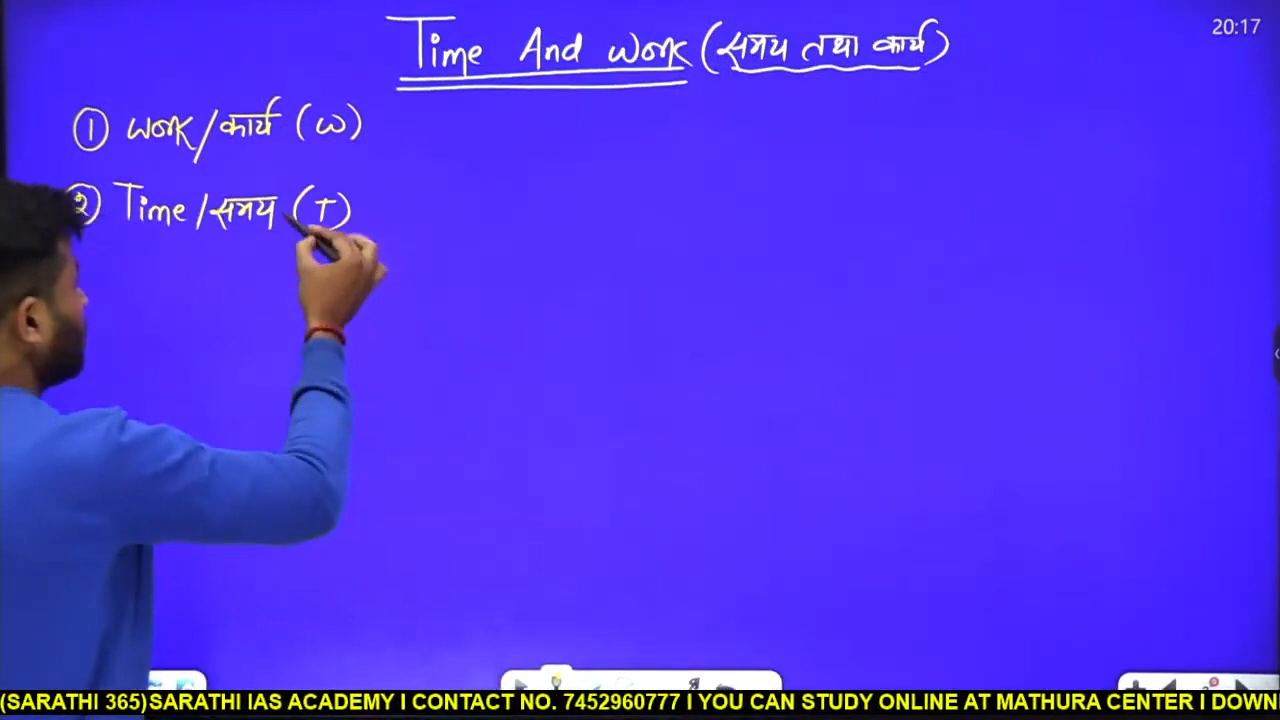 20:17
Time And Work (समय तथा कार्य)
① Work/कार्य (W)
② Time/समय (T)
(SARATHI 365)SARATHI IAS ACADEMY I CONTACT NO. 7452960777 I YOU CAN STUDY ONLINE AT MATHURA CENTER I DOWN